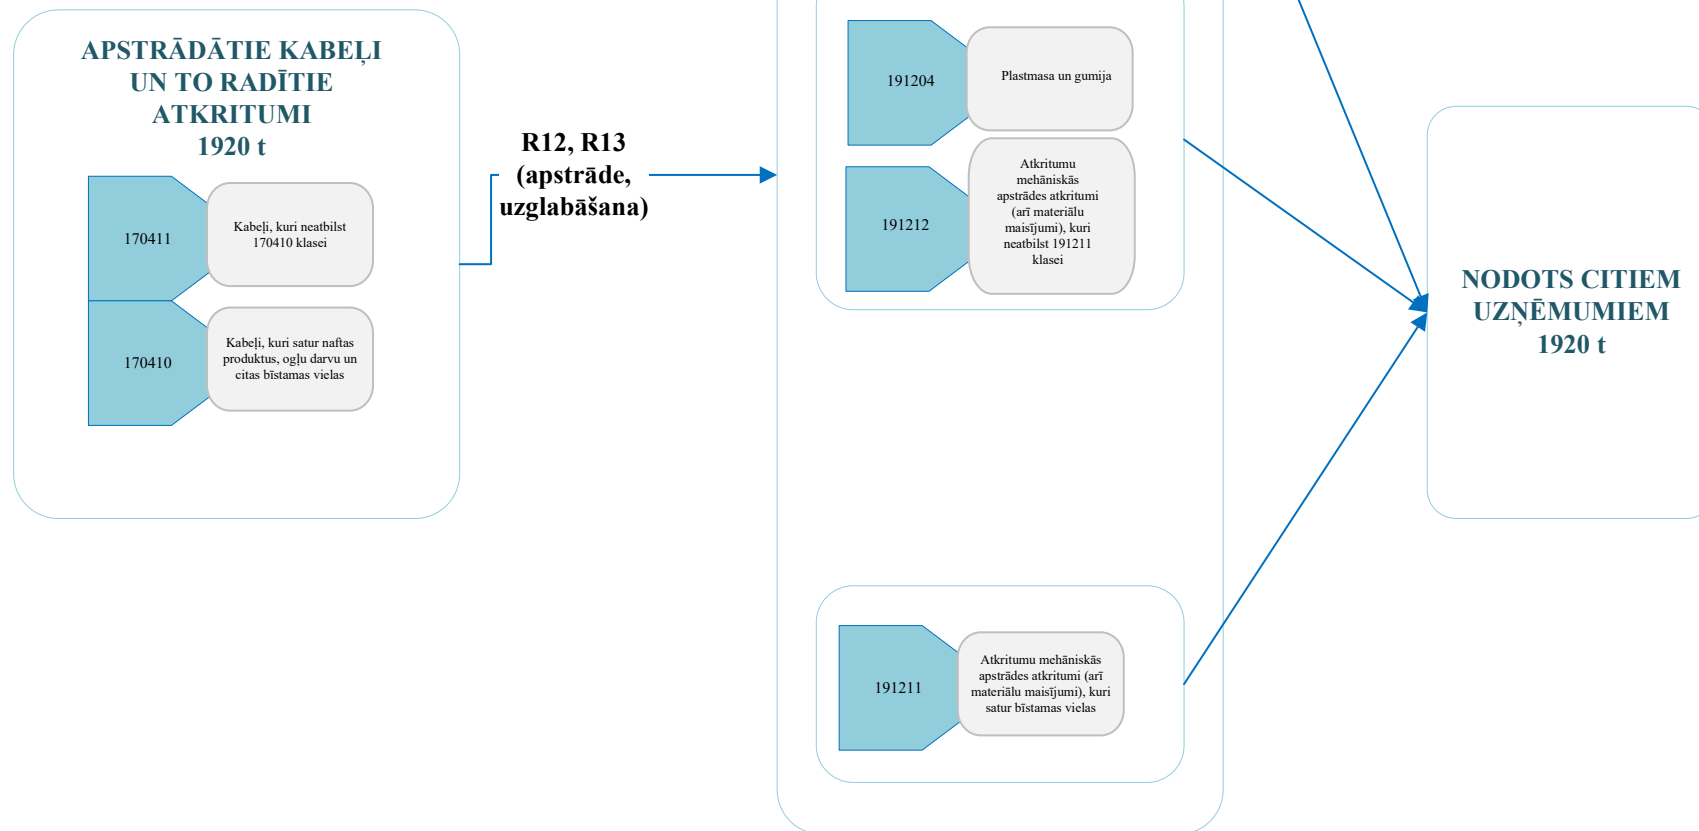 APSTRĀDĀTIE KABEĻI
UN TO RADĪTIE
ATKRITUMI
1920 t
170411
Kabeļi, kuri neatbilst
170410 klasei
170410
Kabeļi, kuri satur naftas
produktus, ogļu darvu un
citas bīstamas vielas
R12, R13
(apstrāde,
uzglabāšana)
191204
Plastmasa un gumija
191212
Atkritumu
mehāniskās
apstrādes atkritumi
(arī materiālu
maisījumi), kuri
neatbilst 191211
klasei
191211
Atkritumu mehāniskās
apstrādes atkritumi (arī
materiālu maisījumi), kuri
satur bīstamas vielas
NODOTS CITIEM
UZŅĒMUMIEM
1920 t